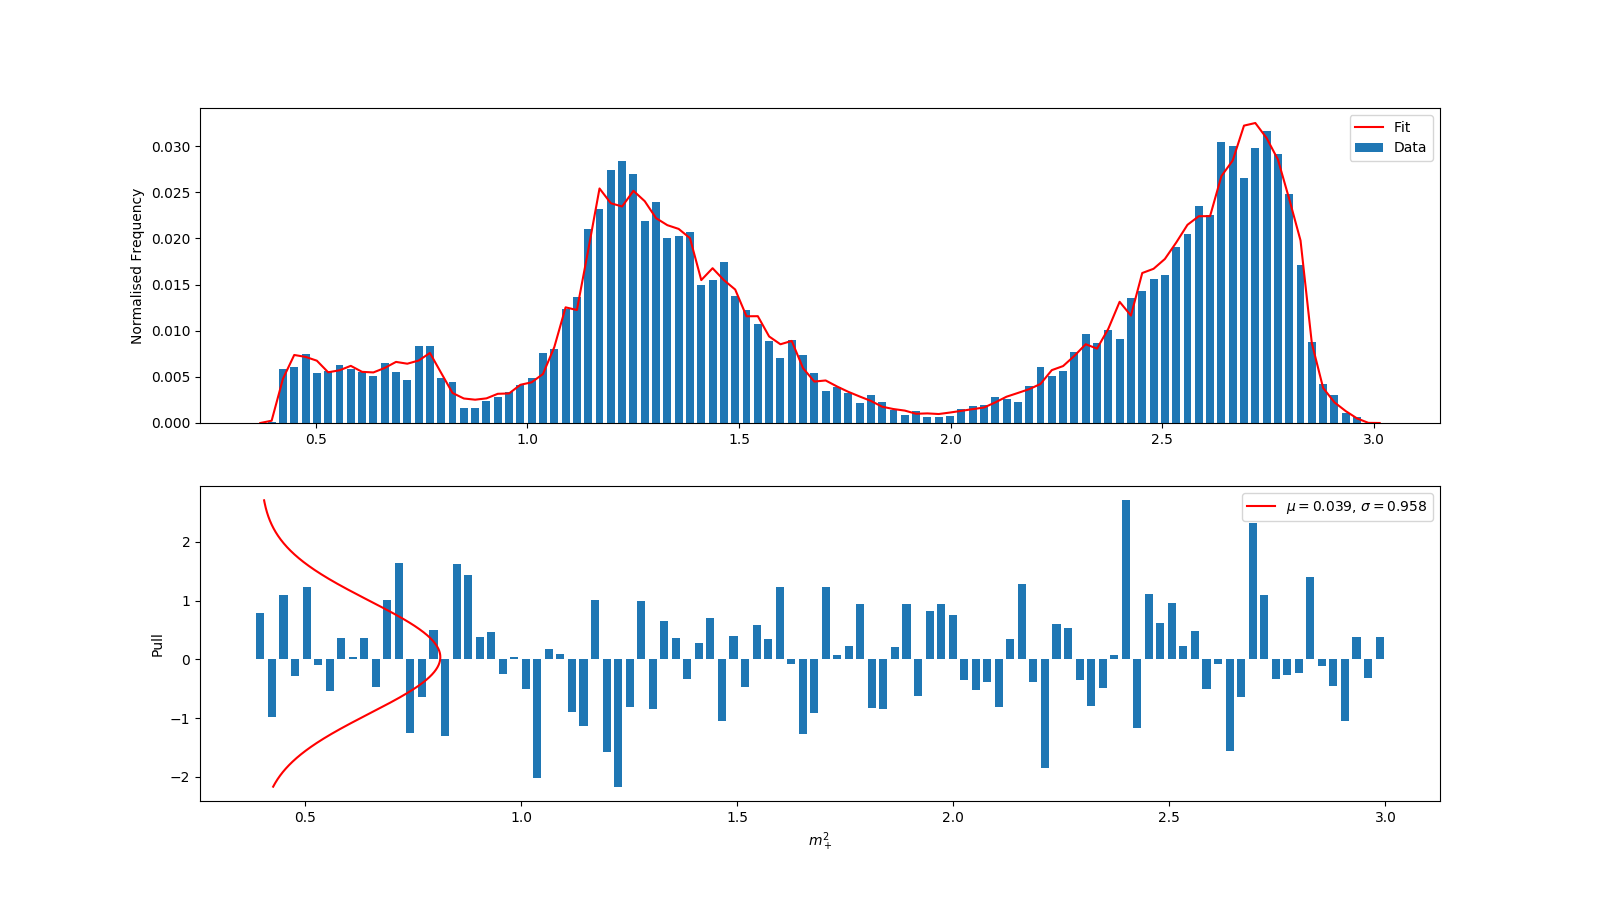 Normalised Frequency
0.030
0.025
0.020
0.015
0.010
0.005
0.000
0.5 1.0 1.5 2.0 2.5 3.0
Fit
Data
Pull
2
1
0
−1
−2
0.5 1.0 1.5 2.0 2.5 3.0
μ = 0.039, σ = 0.958
m²₊